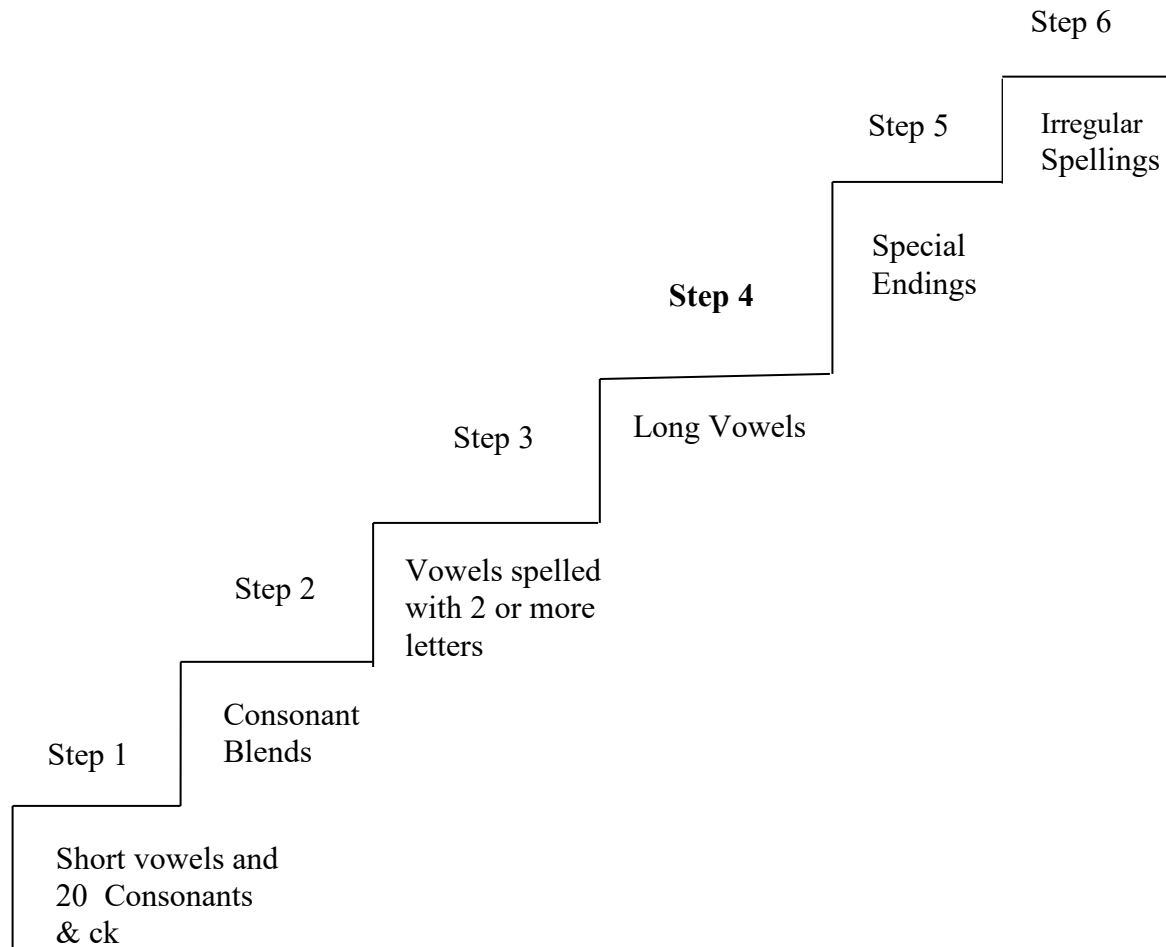 Step 6
Irregular
Spellings
Step 5
Special
Endings
Step 4
Long Vowels
Step 3
Vowels spelled
with 2 or more
letters
Step 2
Consonant
Blends
Step 1
Short vowels and
20 Consonants
& ck